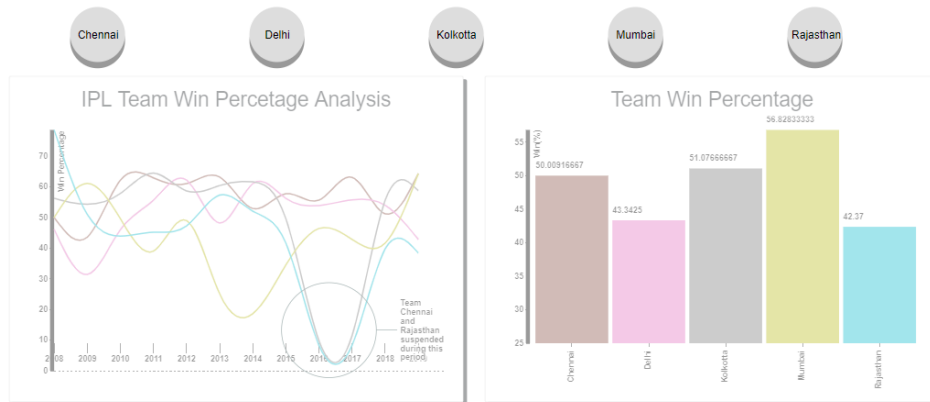 Chennai
Delhi
Kolkotta
Mumbai
Rajasthan
IPL Team Win Percetage Analysis
Win Percentage
70
60
50
40
30
20
10
0
2008
2009
2010
2011
2012
2013
2014
2015
2016
2017
2018
Team
Chennai
and
Rajasthan
suspended
during this
period
Team Win Percentage
Win(%)
55
50
45
40
35
30
25
50.00916667
43.3425
51.07666667
56.82833333
42.37
Chennai
Delhi
Kolkotta
Mumbai
Rajasthan